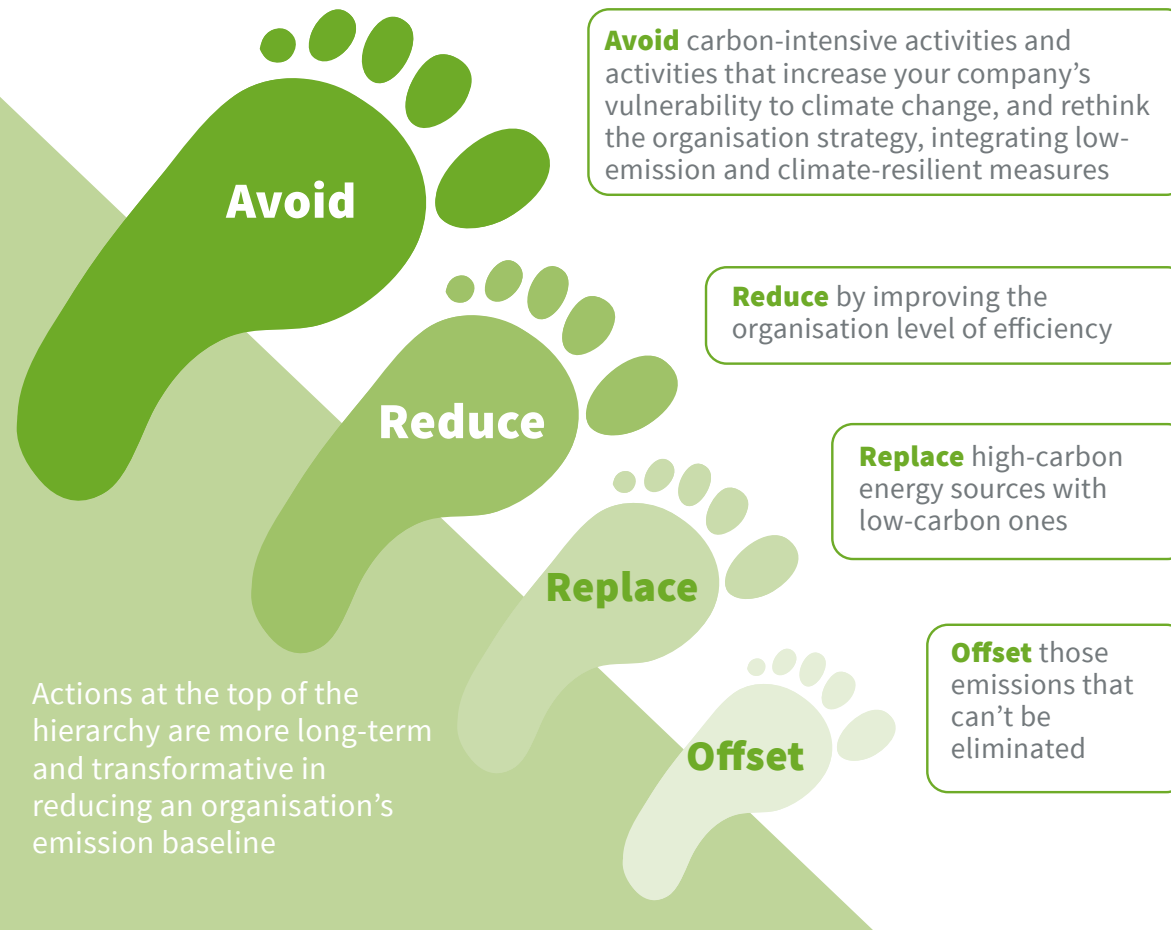 Avoid
Avoid carbon-intensive activities and
activities that increase your company's
vulnerability to climate change, and rethink
the organisation strategy, integrating low-
emission and climate-resilient measures
Reduce
Reduce by improving the
organisation level of efficiency
Replace
Replace high-carbon
energy sources with
low-carbon ones
Offset
Offset those
emissions that
can't be
eliminated
Actions at the top of the
hierarchy are more long-term
and transformative in
reducing an organisation's
emission baseline